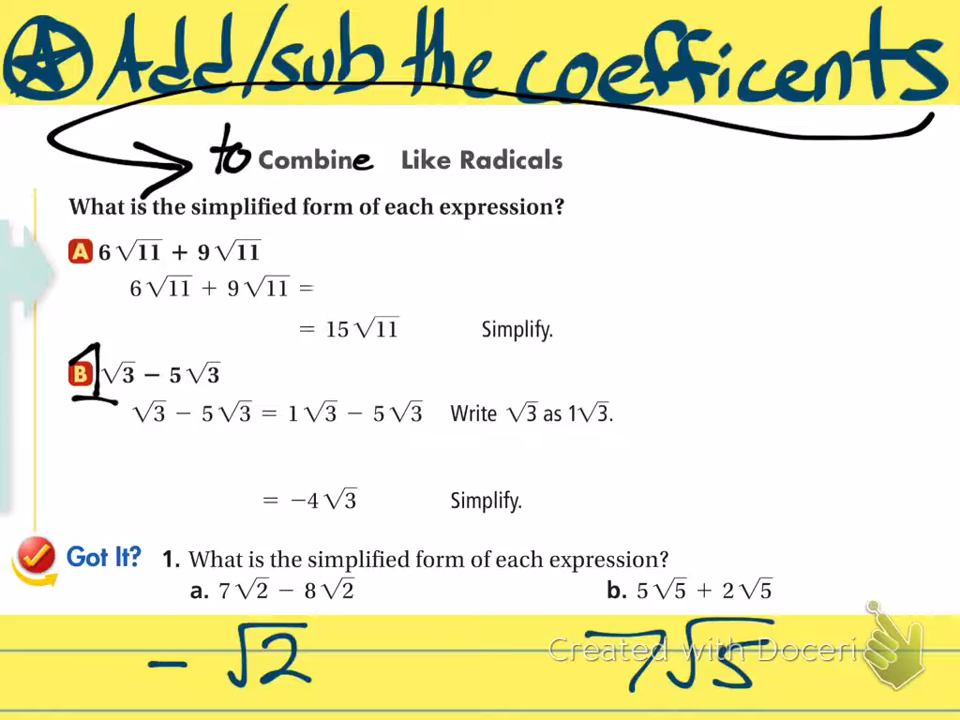 Add/sub the coefficents
to Combine Like Radicals
What is the simplified form of each expression?
A 6√11 + 9√11
6√11 + 9√11 =
= 15√11 Simplify.
B 1√3 − 5√3
√3 − 5√3 = 1√3 − 5√3 Write √3 as 1√3.
= −4√3 Simplify.
Got It? 1. What is the simplified form of each expression?
a. 7√2 − 8√2 b. 5√5 + 2√5
−√2 7√5
Created with Doceri